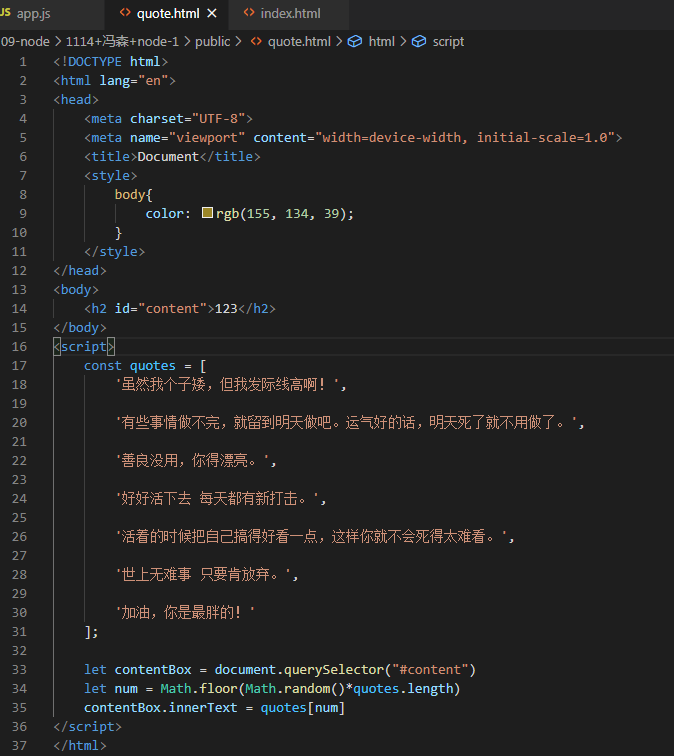 JS app.js <> quote.html × <> index.html
09-node > 1114+冯森+node-1 > public > <> quote.html > html > script
1 <!DOCTYPE html>
2 <html lang="en">
3 <head>
4 <meta charset="UTF-8">
5 <meta name="viewport" content="width=device-width, initial-scale=1.0">
6 <title>Document</title>
7 <style>
8 body{
9 color: rgb(155, 134, 39);
10 }
11 </style>
12 </head>
13 <body>
14 <h2 id="content">123</h2>
15 </body>
16 <script>
17 const quotes = [
18 '虽然我个子矮，但我发际线高啊！',
19
20 '有些事情做不完，就留到明天做吧。运气好的话，明天死了就不用做了。',
21
22 '善良没用，你得漂亮。',
23
24 '好好活下去 每天都有新打击。',
25
26 '活着的时候把自己搞得好看一点，这样你就不会死得太难看。',
27
28 '世上无难事 只要肯放弃。',
29
30 '加油，你是最胖的！'
31 ];
32
33 let contentBox = document.querySelector("#content")
34 let num = Math.floor(Math.random()*quotes.length)
35 contentBox.innerText = quotes[num]
36 </script>
37 </html>